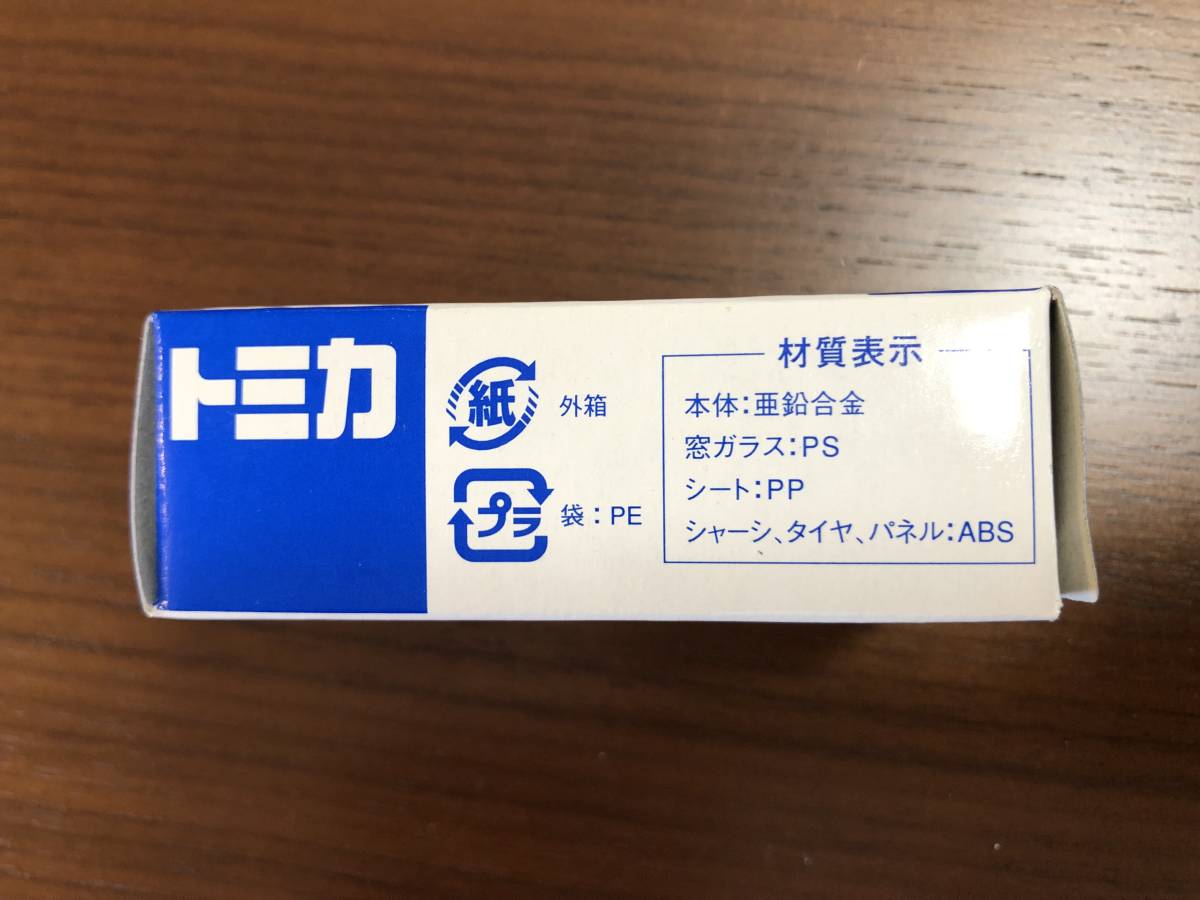 トミカ
紙 外箱
プラ 袋：PE
材質表示
本体：亜鉛合金
窓ガラス：PS
シート：PP
シャーシ、タイヤ、パネル：ABS